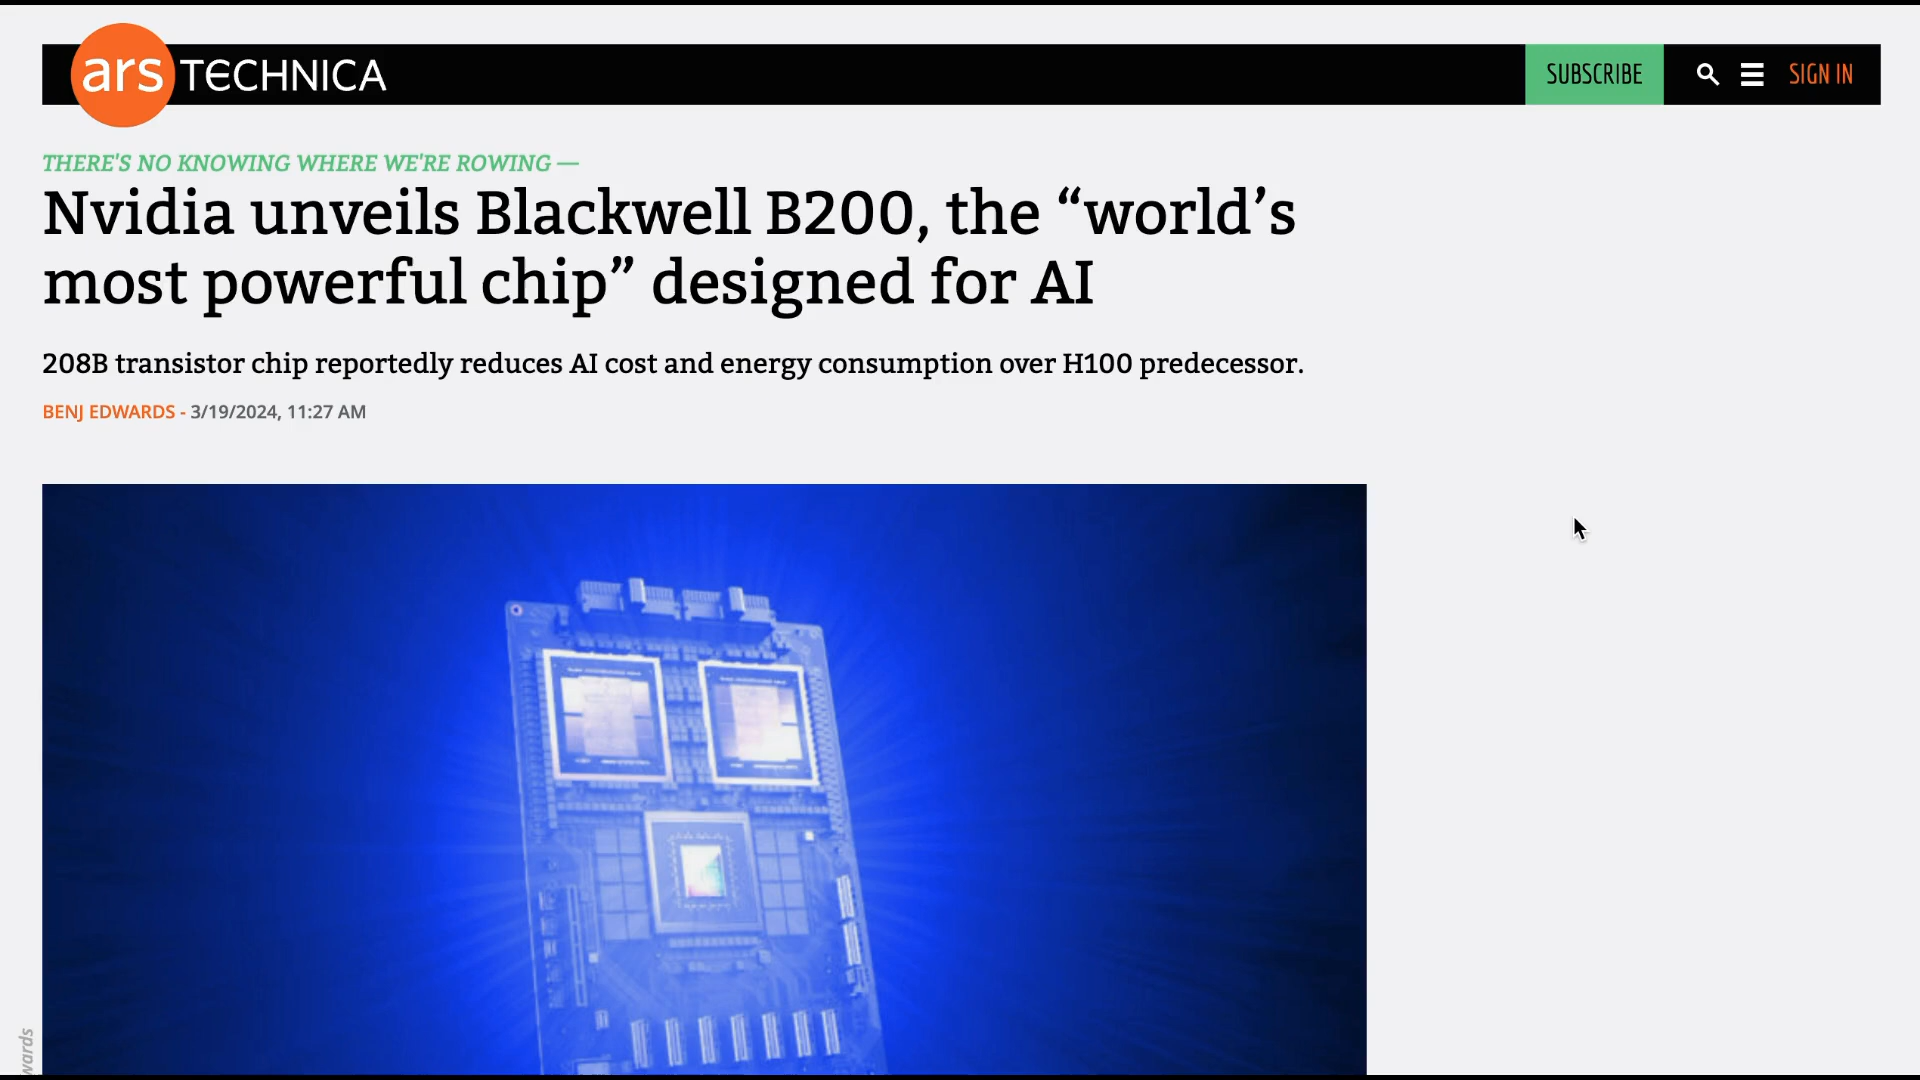 ars TECHNICA
SUBSCRIBE
SIGN IN
THERE'S NO KNOWING WHERE WE'RE ROWING —
Nvidia unveils Blackwell B200, the “world’s
most powerful chip” designed for AI
208B transistor chip reportedly reduces AI cost and energy consumption over H100 predecessor.
BENJ EDWARDS - 3/19/2024, 11:27 AM